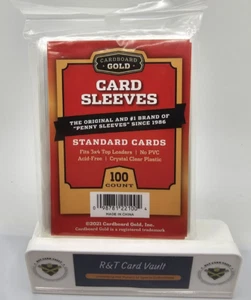 CARDBOARD
GOLD
CARD
SLEEVES
THE ORIGINAL AND #1 BRAND OF
"PENNY SLEEVES" SINCE 1986
STANDARD CARDS
Fits 3x4 Top Loaders | No PVC
Acid-Free | Crystal Clear Plastic
100
COUNT
MADE IN CHINA
©2021 Cardboard Gold, Inc.
Cardboard Gold is a registered trademark
R&T Card Vault